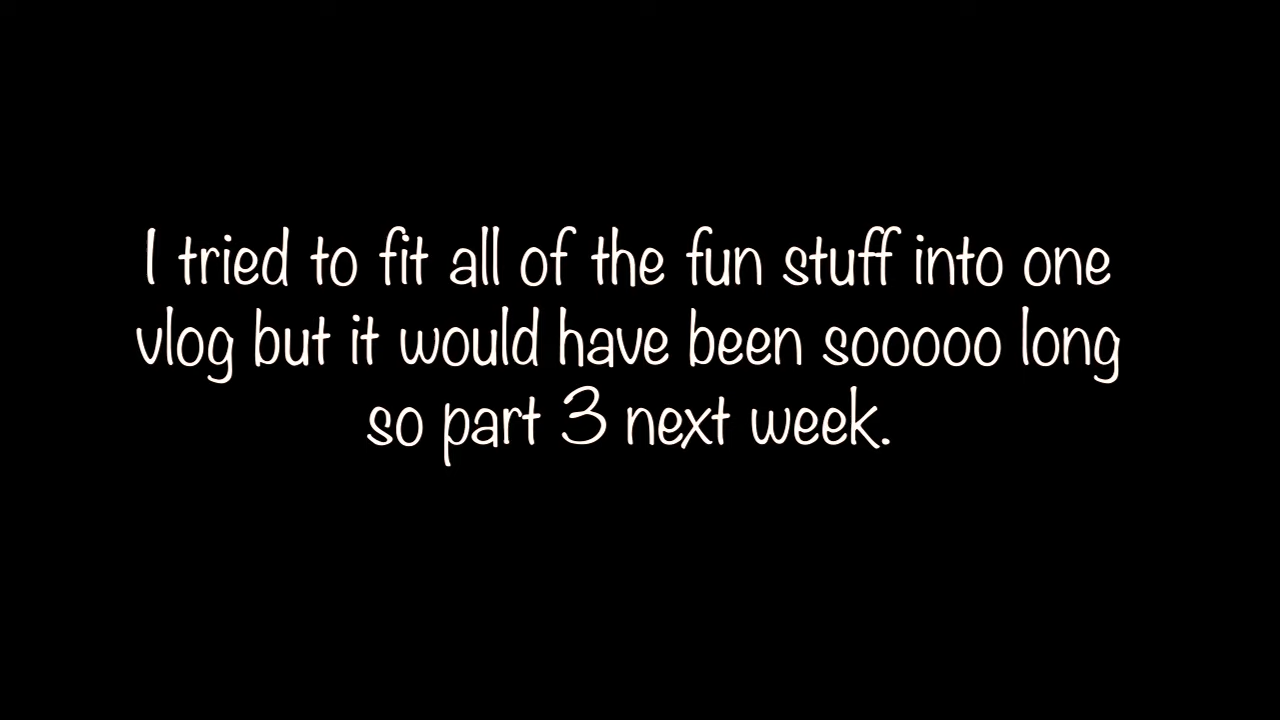 I tried to fit all of the fun stuff into one
vlog but it would have been sooooo long
so part 3 next week.